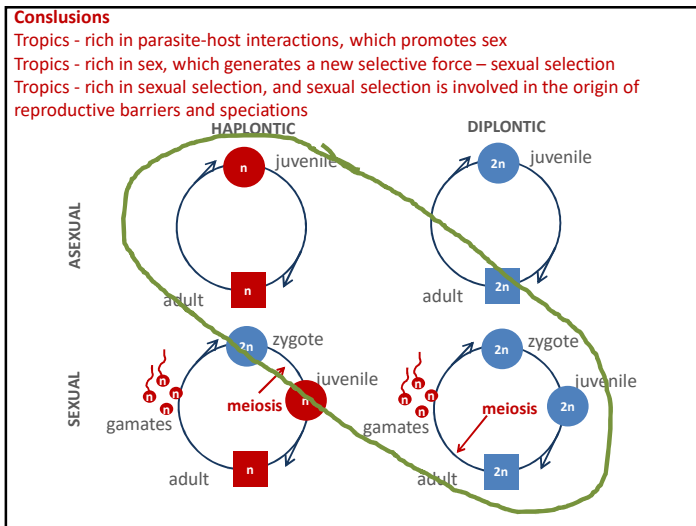 Conslusions
Tropics - rich in parasite-host interactions, which promotes sex
Tropics - rich in sex, which generates a new selective force – sexual selection
Tropics - rich in sexual selection, and sexual selection is involved in the origin of
reproductive barriers and speciations
HAPLONTIC
DIPLONTIC
ASEXUAL
n
juvenile
adult
n
2n
juvenile
adult
2n
SEXUAL
2n
zygote
n
juvenile
meiosis
n
n
n
n
gamates
adult
n
2n
zygote
2n
juvenile
meiosis
n
n
n
n
gamates
adult
2n